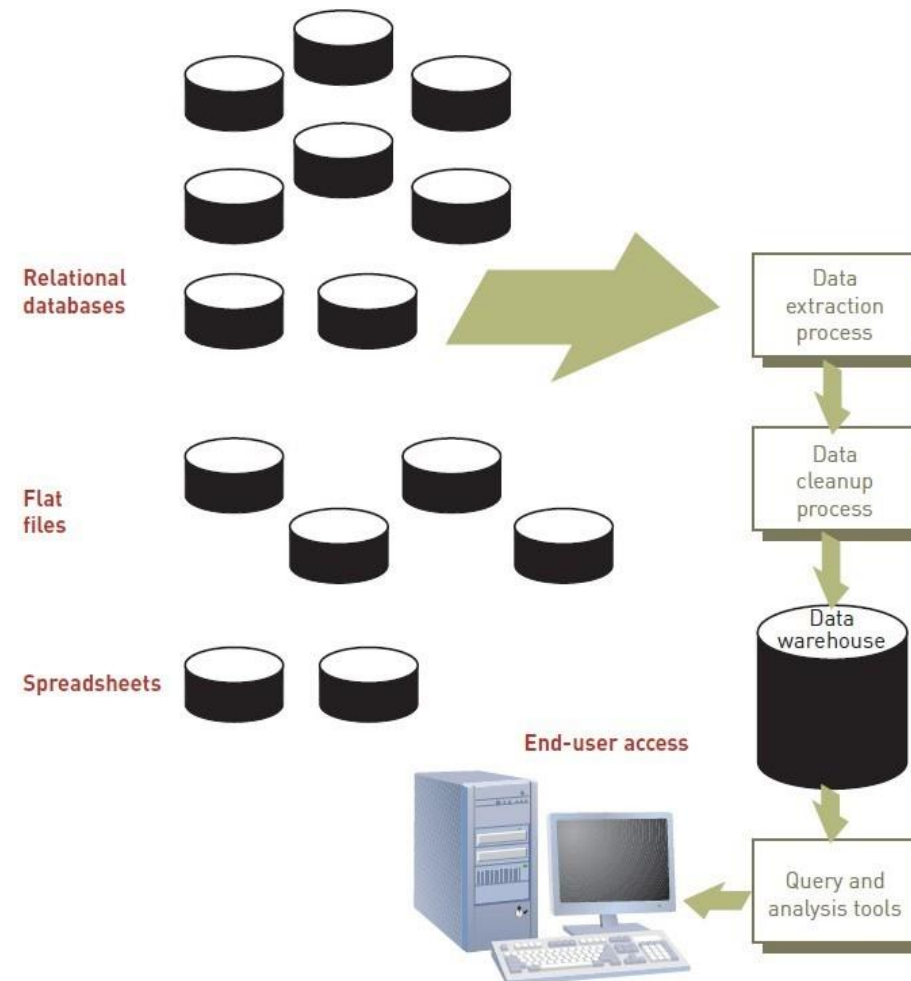 Relational
databases
Data
extraction
process
Data
cleanup
process
Flat
files
Data
warehouse
Spreadsheets
End-user access
Query and
analysis tools